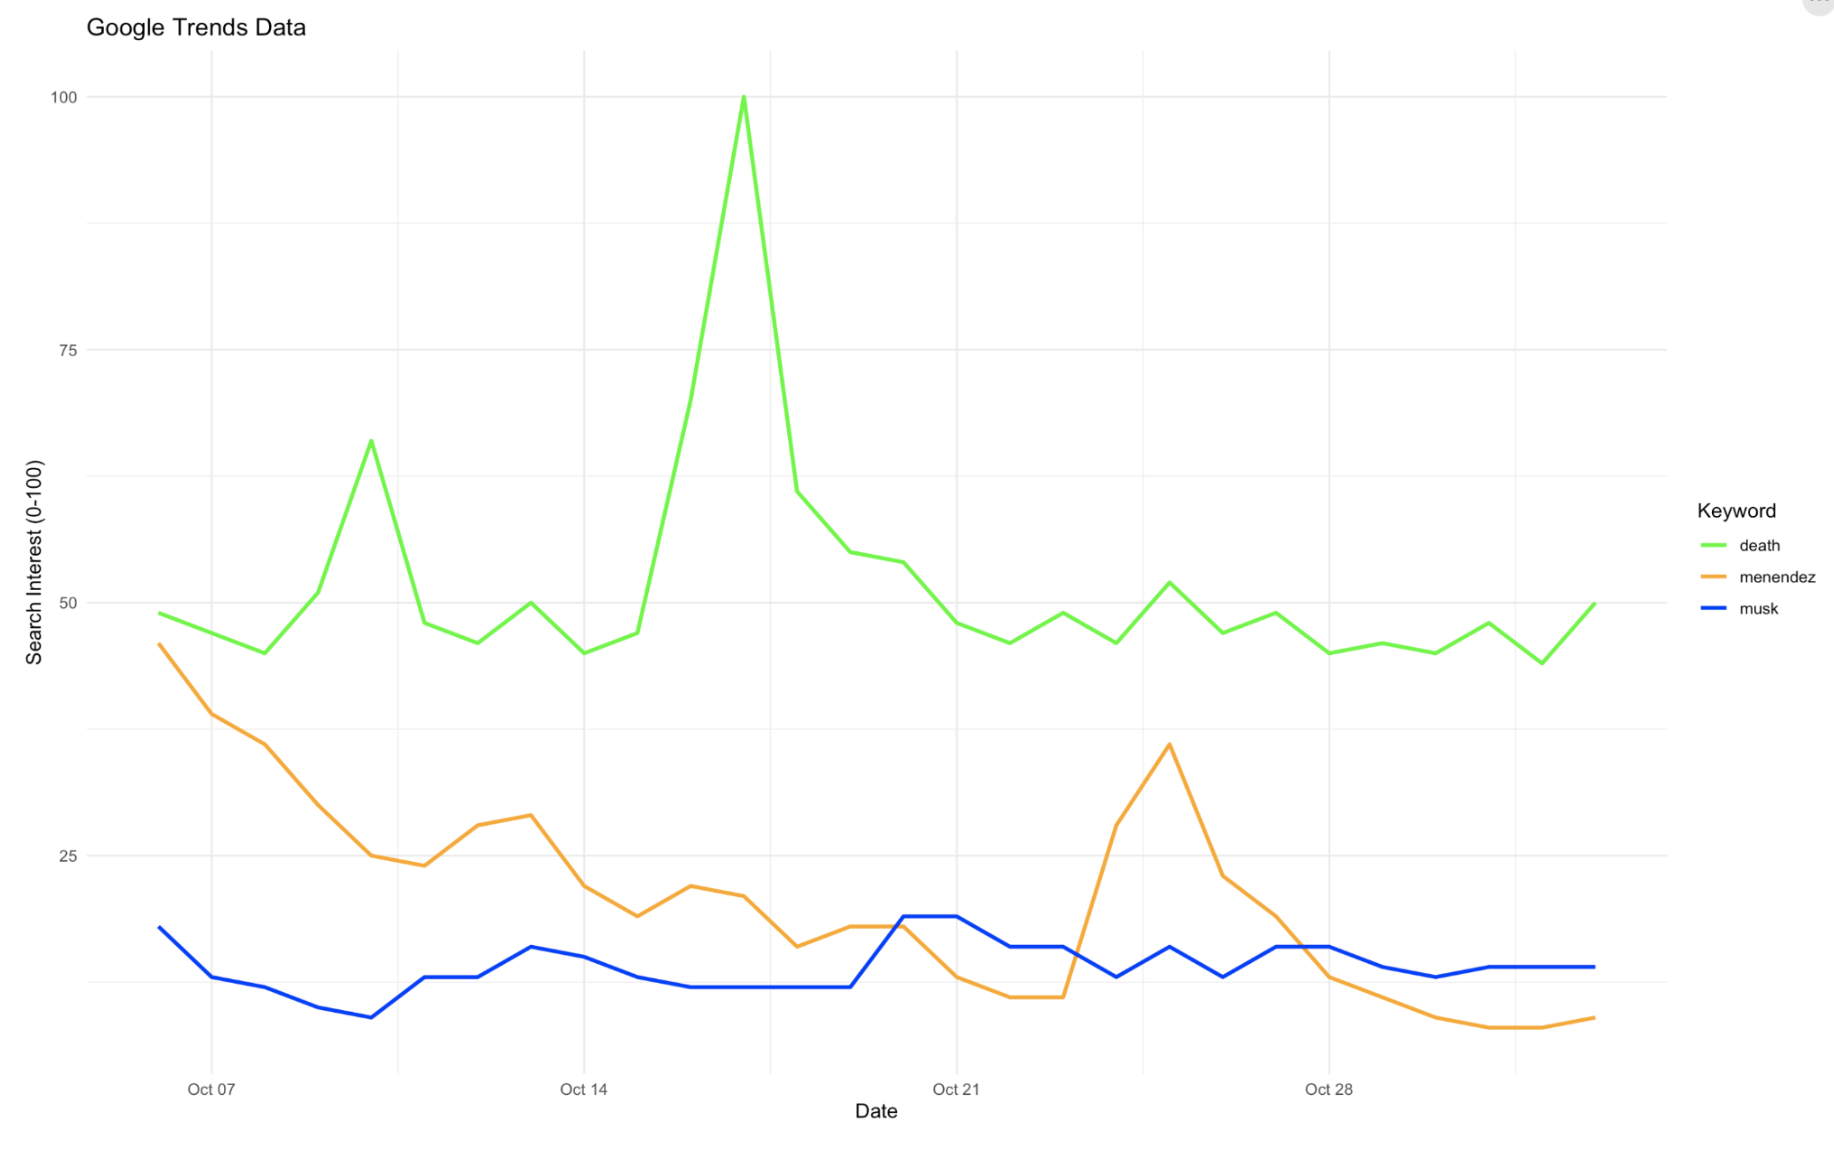 Google Trends Data
100
75
50
25
Search Interest (0-100)
Oct 07
Oct 14
Oct 21
Oct 28
Date
Keyword
death
menendez
musk